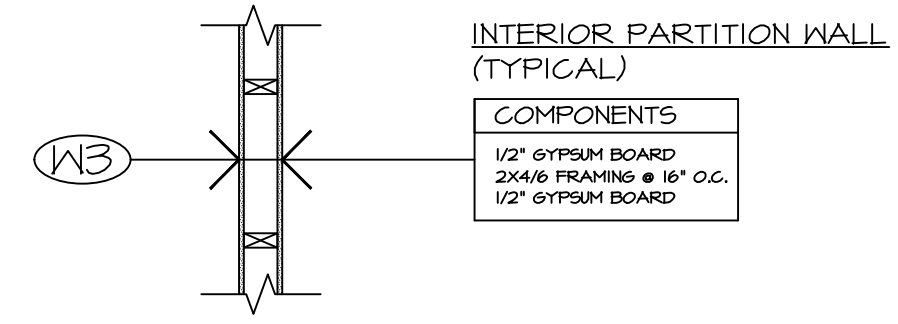 INTERIOR PARTITION WALL
(TYPICAL)
COMPONENTS
W3
1/2" GYPSUM BOARD
2X4/6 FRAMING @ 16" O.C.
1/2" GYPSUM BOARD